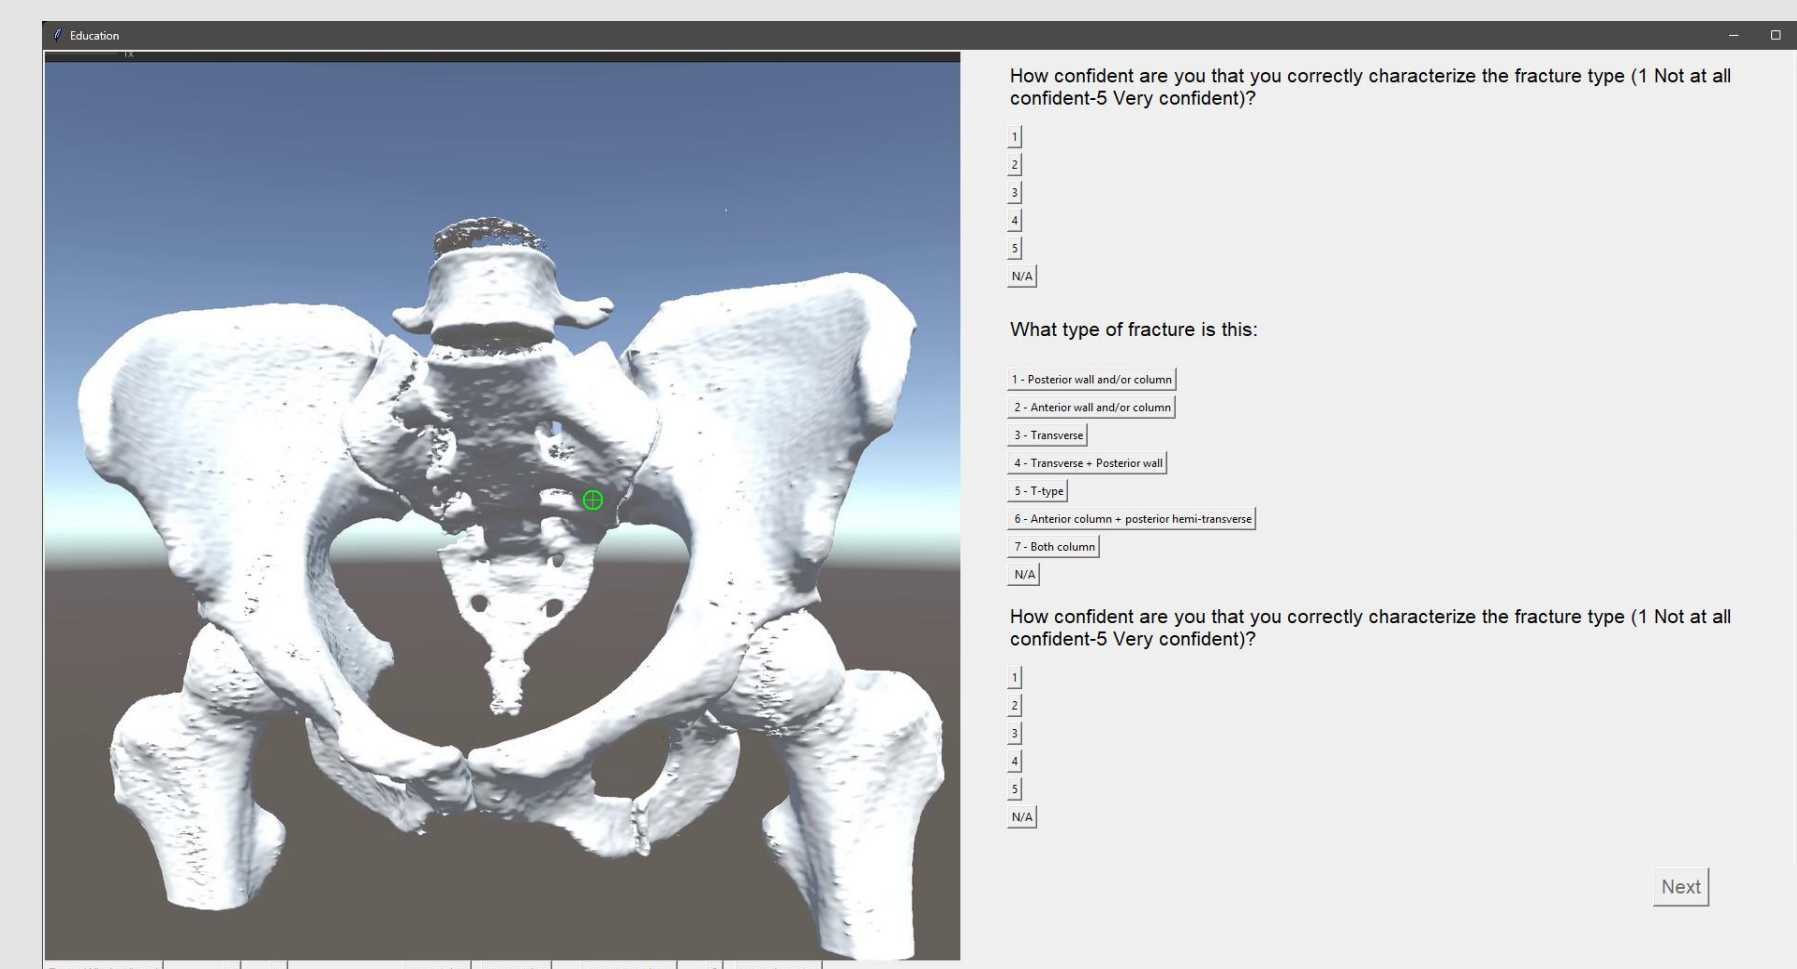 Education
1x
How confident are you that you correctly characterize the fracture type (1 Not at all
confident-5 Very confident)?
1
2
3
4
5
N/A
What type of fracture is this:
1 - Posterior wall and/or column
2 - Anterior wall and/or column
3 - Transverse
4 - Transverse + Posterior wall
5 - T-type
6 - Anterior column + posterior hemi-transverse
7 - Both column
N/A
How confident are you that you correctly characterize the fracture type (1 Not at all
confident-5 Very confident)?
1
2
3
4
5
N/A
Next